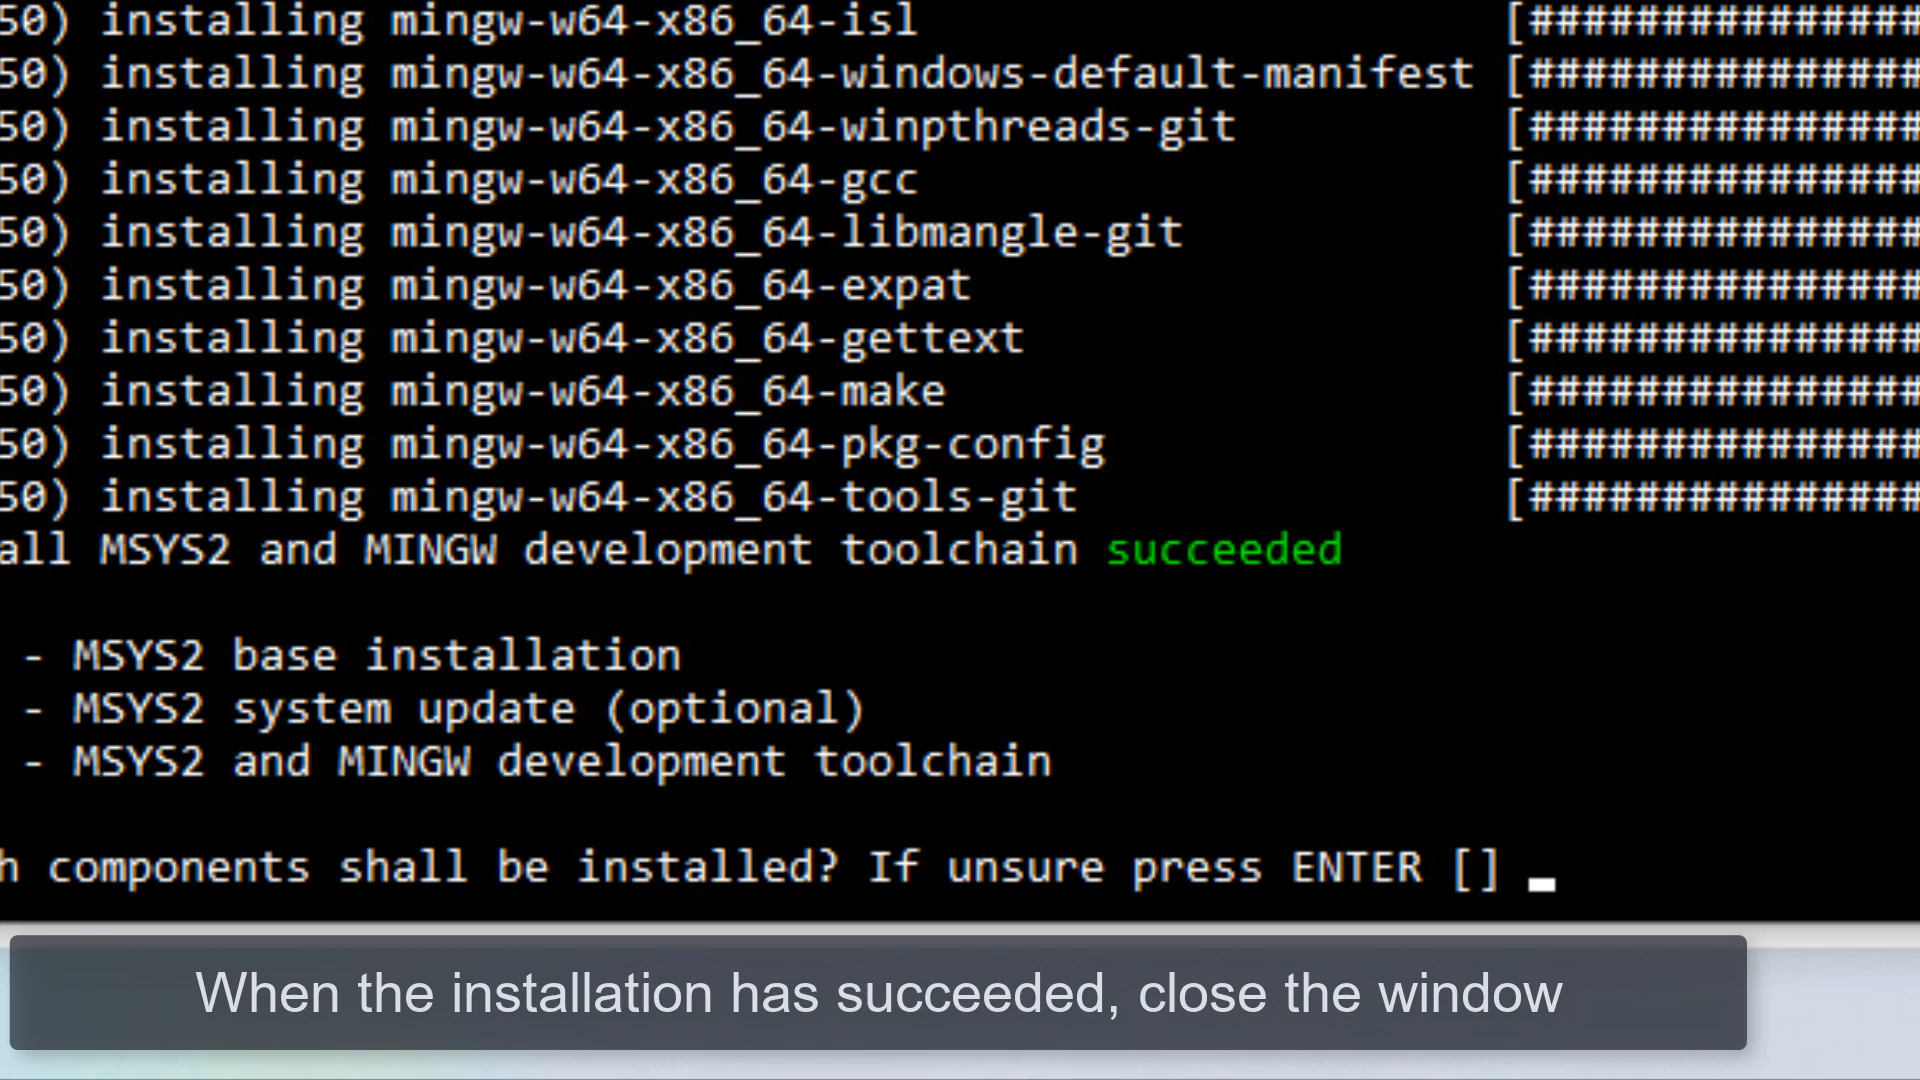 50) installing mingw-w64-x86_64-isl [###############
50) installing mingw-w64-x86_64-windows-default-manifest [###############
50) installing mingw-w64-x86_64-winpthreads-git [###############
50) installing mingw-w64-x86_64-gcc [###############
50) installing mingw-w64-x86_64-libmangle-git [###############
50) installing mingw-w64-x86_64-expat [###############
50) installing mingw-w64-x86_64-gettext [###############
50) installing mingw-w64-x86_64-make [###############
50) installing mingw-w64-x86_64-pkg-config [###############
50) installing mingw-w64-x86_64-tools-git [###############
all MSYS2 and MINGW development toolchain succeeded
- MSYS2 base installation
- MSYS2 system update (optional)
- MSYS2 and MINGW development toolchain
h components shall be installed? If unsure press ENTER []
When the installation has succeeded, close the window